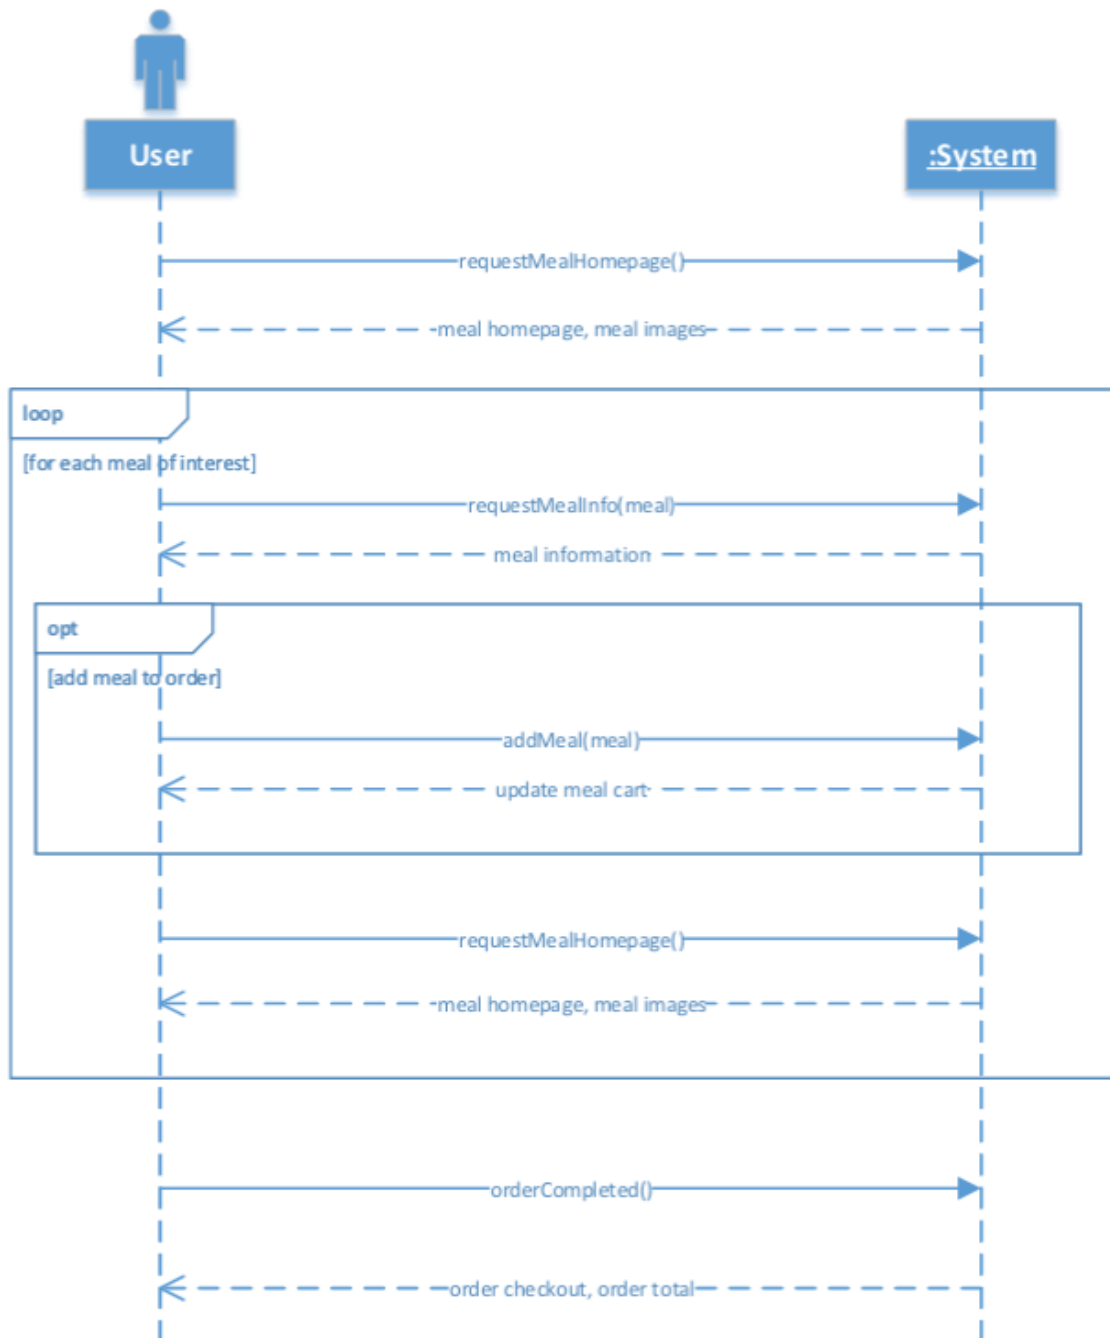 User
:System
requestMealHomepage()
meal homepage, meal images
loop
[for each meal of interest]
requestMealInfo(meal)
meal information
opt
[add meal to order]
addMeal(meal)
update meal cart
requestMealHomepage()
meal homepage, meal images
orderCompleted()
order checkout, order total